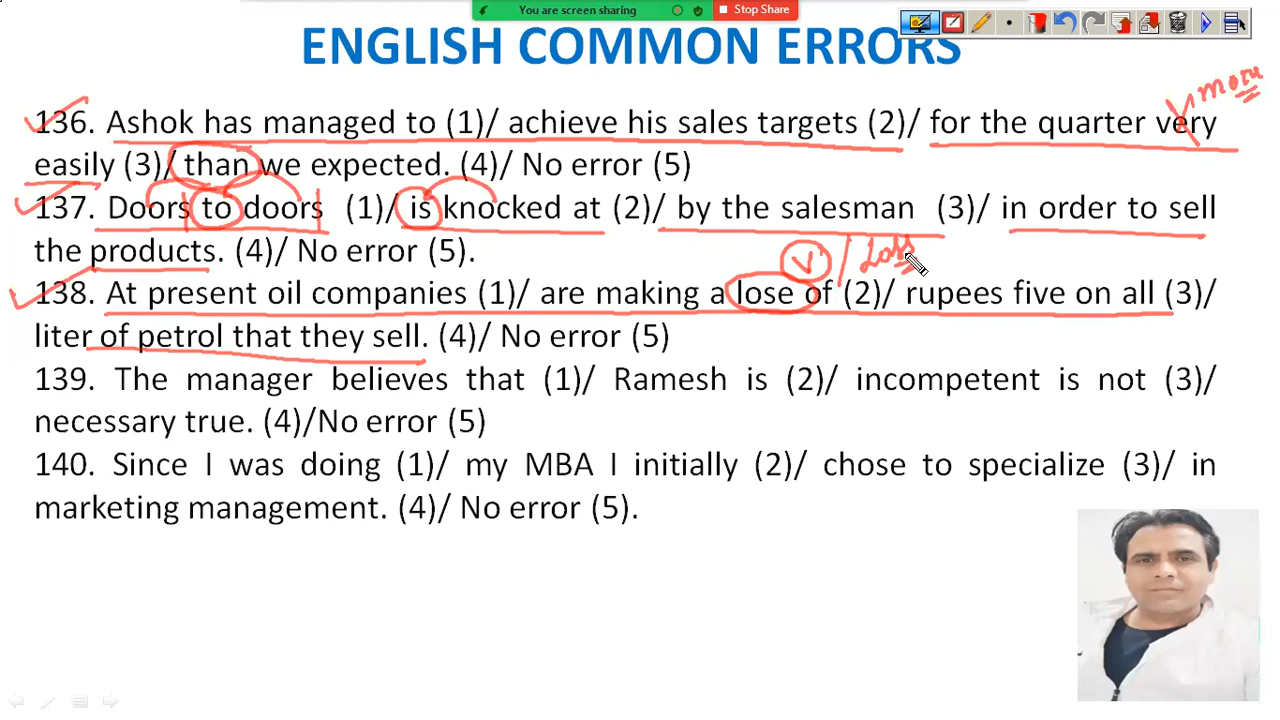 You are screen sharing Stop Share
ENGLISH COMMON ERRORS
more
136. Ashok has managed to (1)/ achieve his sales targets (2)/ for the quarter very
easily (3)/ than we expected. (4)/ No error (5)
137. Doors to doors (1)/ is knocked at (2)/ by the salesman (3)/ in order to sell
the products. (4)/ No error (5).
V / Loss
138. At present oil companies (1)/ are making a lose of (2)/ rupees five on all (3)/
liter of petrol that they sell. (4)/ No error (5)
139. The manager believes that (1)/ Ramesh is (2)/ incompetent is not (3)/
necessary true. (4)/No error (5)
140. Since I was doing (1)/ my MBA I initially (2)/ chose to specialize (3)/ in
marketing management. (4)/ No error (5).